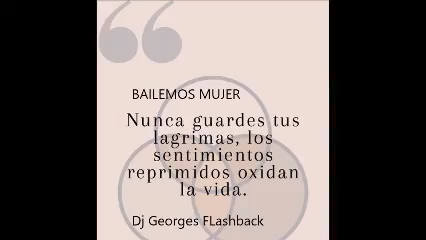 BAILEMOS MUJER
Nunca guardes tus
lagrimas, los
sentimientos
reprimidos oxidan
la vida.
Dj Georges FLashback